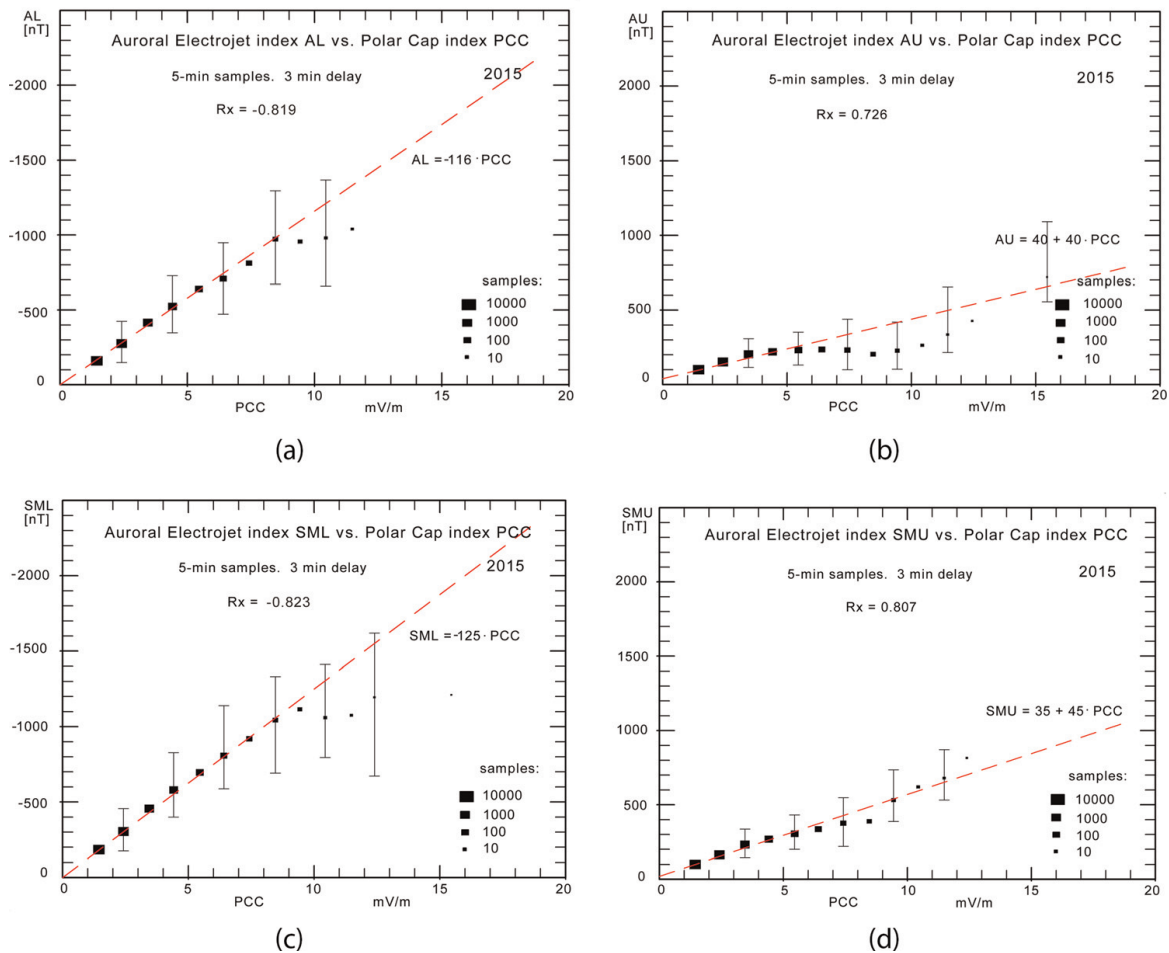 AL
[nT]
Auroral Electrojet index AL vs. Polar Cap index PCC
5-min samples. 3 min delay
2015
Rx = -0.819
AL =-116· PCC
-2000
-1500
-1000
-500
0
samples:
10000
1000
100
10
0 5 10 15 20
PCC mV/m
(a)
AU
[nT]
Auroral Electrojet index AU vs. Polar Cap index PCC
5-min samples. 3 min delay
2015
Rx = 0.726
AU = 40 + 40· PCC
2000
1500
1000
500
0
samples:
10000
1000
100
10
0 5 10 15 20
PCC mV/m
(b)
SML
[nT]
Auroral Electrojet index SML vs. Polar Cap index PCC
5-min samples. 3 min delay
2015
Rx = -0.823
SML =-125· PCC
-2000
-1500
-1000
-500
0
samples:
10000
1000
100
10
0 5 10 15 20
PCC mV/m
(c)
SMU
[nT]
Auroral Electrojet index SMU vs. Polar Cap index PCC
5-min samples. 3 min delay
2015
Rx = 0.807
SMU = 35 + 45· PCC
2000
1500
1000
500
0
samples:
10000
1000
100
10
0 5 10 15 20
PCC mV/m
(d)